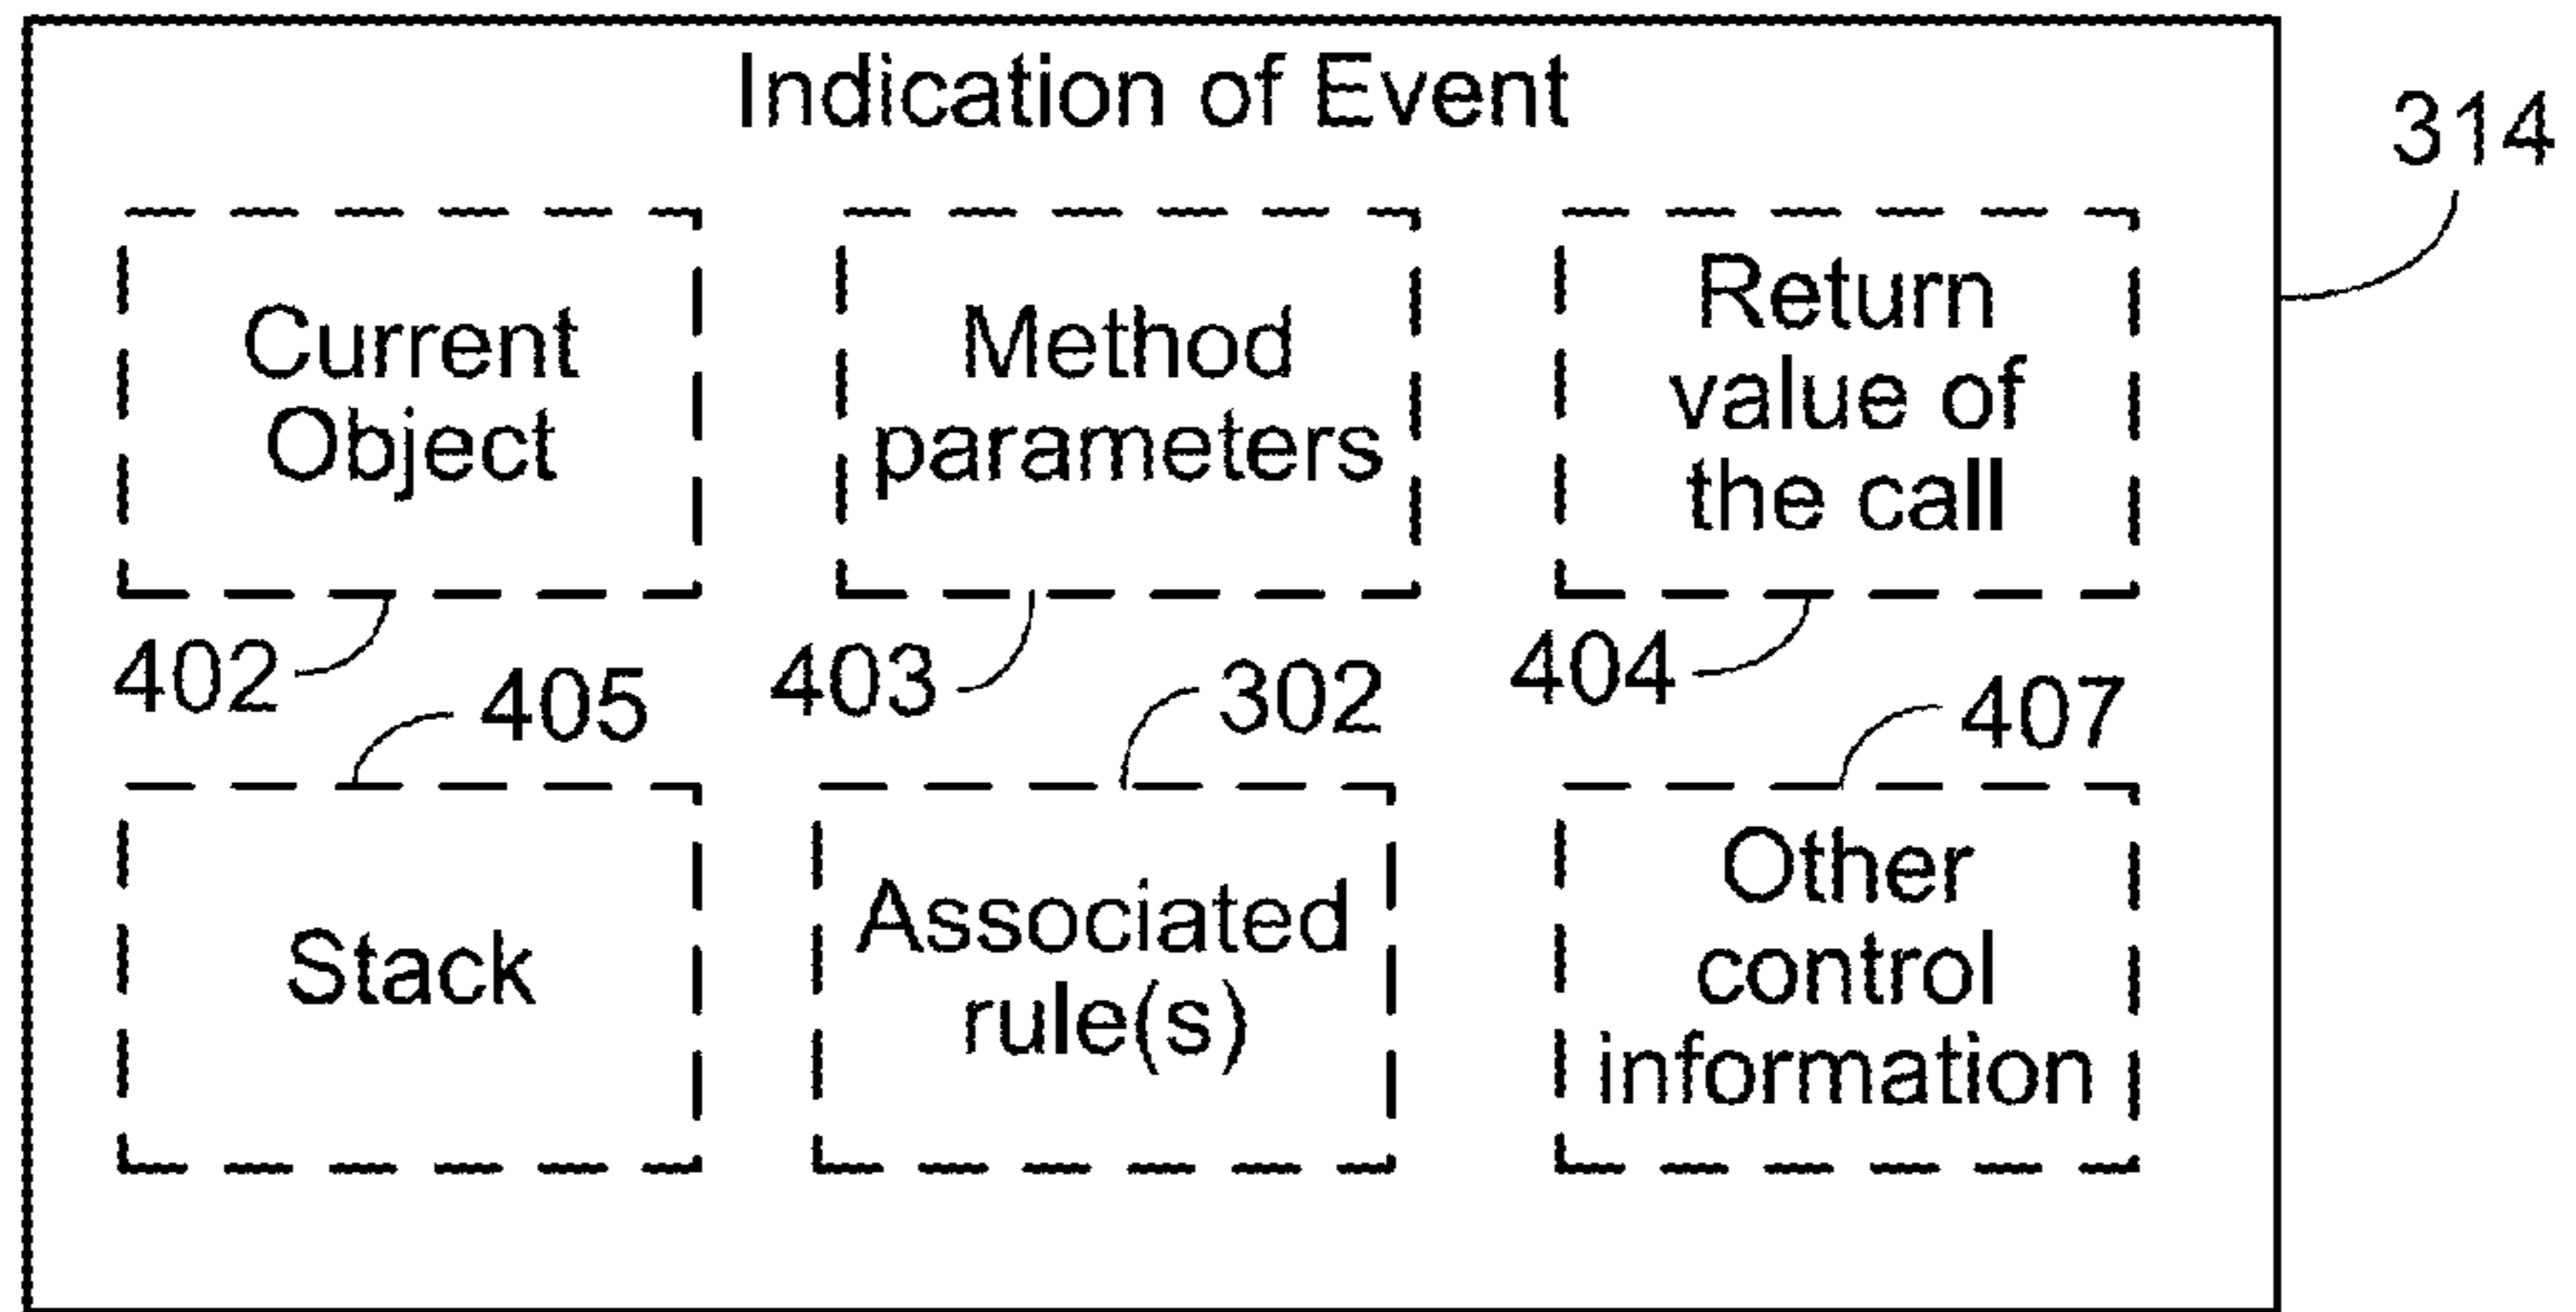 Indication of Event
314
Current
Object
Method
parameters
Return
value of
the call
402
403
404
405
302
407
Stack
Associated
rule(s)
Other
control
information